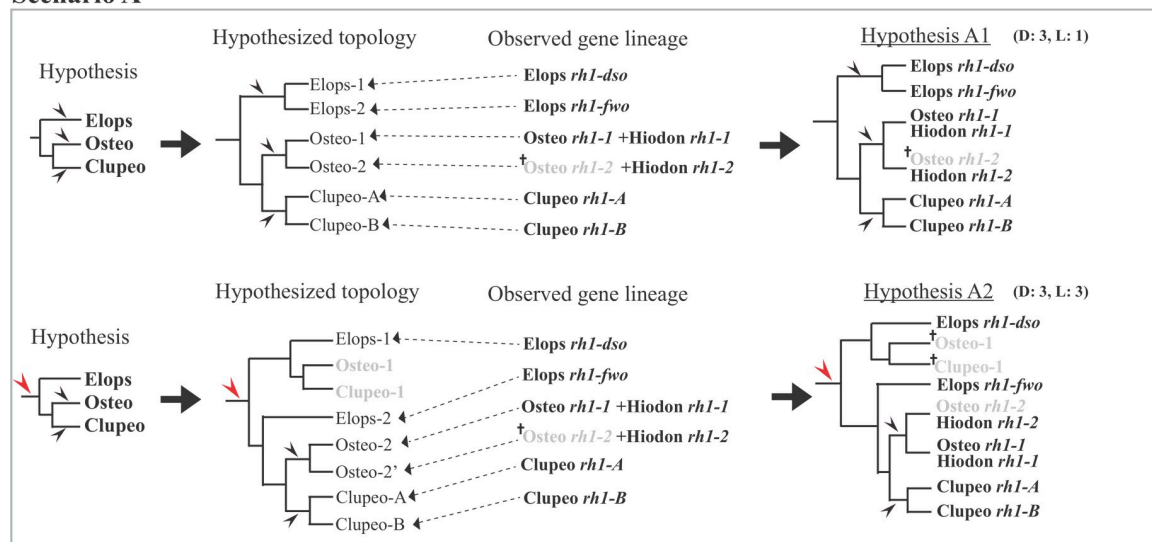 Hypothesized topology
Observed gene lineage
Hypothesis A1 (D: 3, L: 1)
Hypothesis
Elops
Osteo
Clupeo
Elops-1
Elops-2
Osteo-1
Osteo-2
Clupeo-A
Clupeo-B
Elops rh1-dso
Elops rh1-fwo
Osteo rh1-1 +Hiodon rh1-1
†Osteo rh1-2 +Hiodon rh1-2
Clupeo rh1-A
Clupeo rh1-B
Elops rh1-dso
Elops rh1-fwo
Osteo rh1-1
Hiodon rh1-1
†Osteo rh1-2
Hiodon rh1-2
Clupeo rh1-A
Clupeo rh1-B
Hypothesized topology
Observed gene lineage
Hypothesis A2 (D: 3, L: 3)
Hypothesis
Elops
Osteo
Clupeo
Elops-1
Osteo-1
Clupeo-1
Elops-2
Osteo-2
Osteo-2'
Clupeo-A
Clupeo-B
Elops rh1-dso
Elops rh1-fwo
Osteo rh1-1 +Hiodon rh1-1
†Osteo rh1-2 +Hiodon rh1-2
Clupeo rh1-A
Clupeo rh1-B
Elops rh1-dso
†Osteo-1
†Clupeo-1
Elops rh1-fwo
Osteo rh1-2
Hiodon rh1-2
Osteo rh1-1
Hiodon rh1-1
Clupeo rh1-A
Clupeo rh1-B